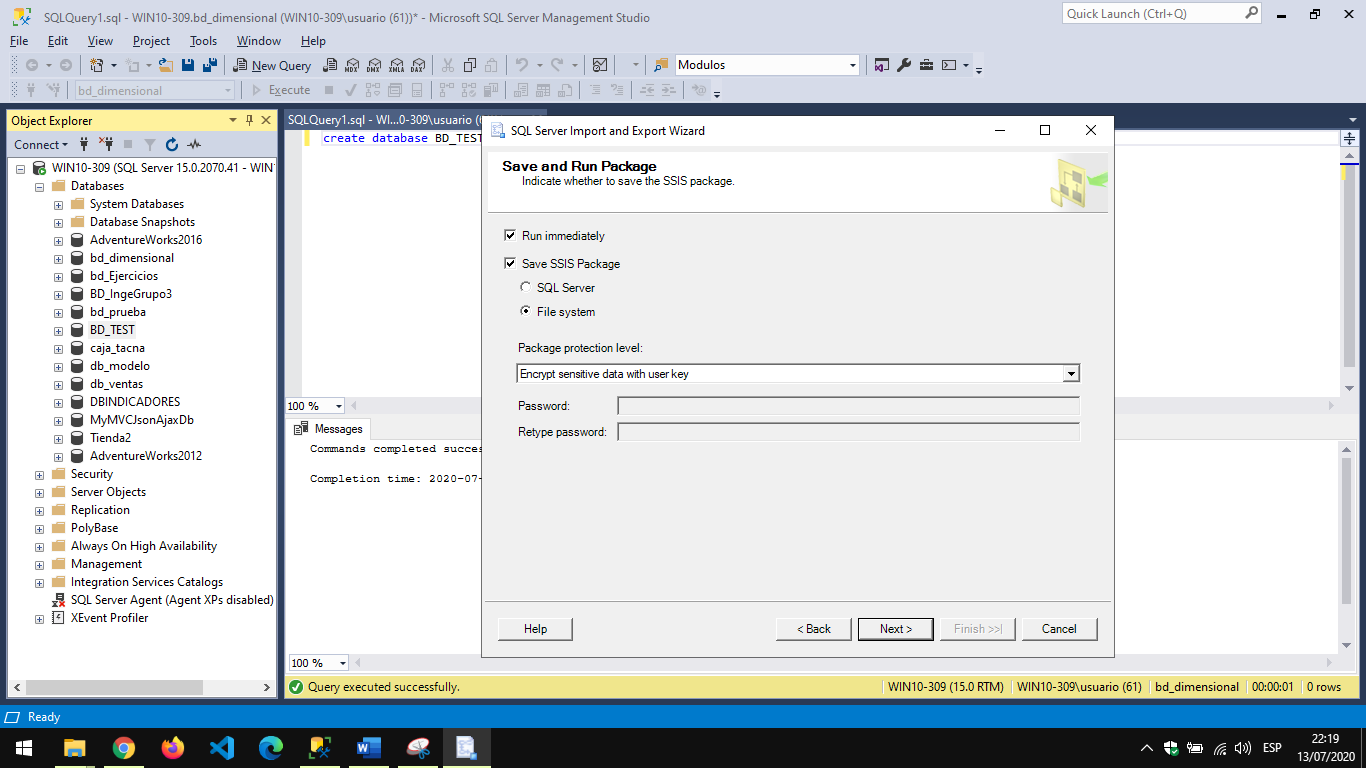 SQLQuery1.sql - WIN10-309.bd_dimensional (WIN10-309\usuario (61))* - Microsoft SQL Server Management Studio
Quick Launch (Ctrl+Q)
File Edit View Project Tools Window Help
New Query
MDX DMX XMLA DAX
Modulos
bd_dimensional
Execute
Object Explorer
Connect
WIN10-309 (SQL Server 15.0.2070.41 - WIN
Databases
System Databases
Database Snapshots
AdventureWorks2016
bd_dimensional
bd_Ejercicios
BD_IngeGrupo3
bd_prueba
BD_TEST
caja_tacna
db_modelo
db_ventas
DBINDICADORES
MyMVCJsonAjaxDb
Tienda2
AdventureWorks2012
Security
Server Objects
Replication
PolyBase
Always On High Availability
Management
Integration Services Catalogs
SQL Server Agent (Agent XPs disabled)
XEvent Profiler
SQLQuery1.sql - WI...0-309\usuario (6
create database BD_TEST
100 %
Messages
Commands completed succes
Completion time: 2020-07-
100 %
SQL Server Import and Export Wizard
Save and Run Package
Indicate whether to save the SSIS package.
Run immediately
Save SSIS Package
SQL Server
File system
Package protection level:
Encrypt sensitive data with user key
Password:
Retype password:
Help
< Back
Next >
Finish >>|
Cancel
Query executed successfully.
WIN10-309 (15.0 RTM)
WIN10-309\usuario (61)
bd_dimensional
00:00:01
0 rows
Ready
ESP
22:19
13/07/2020